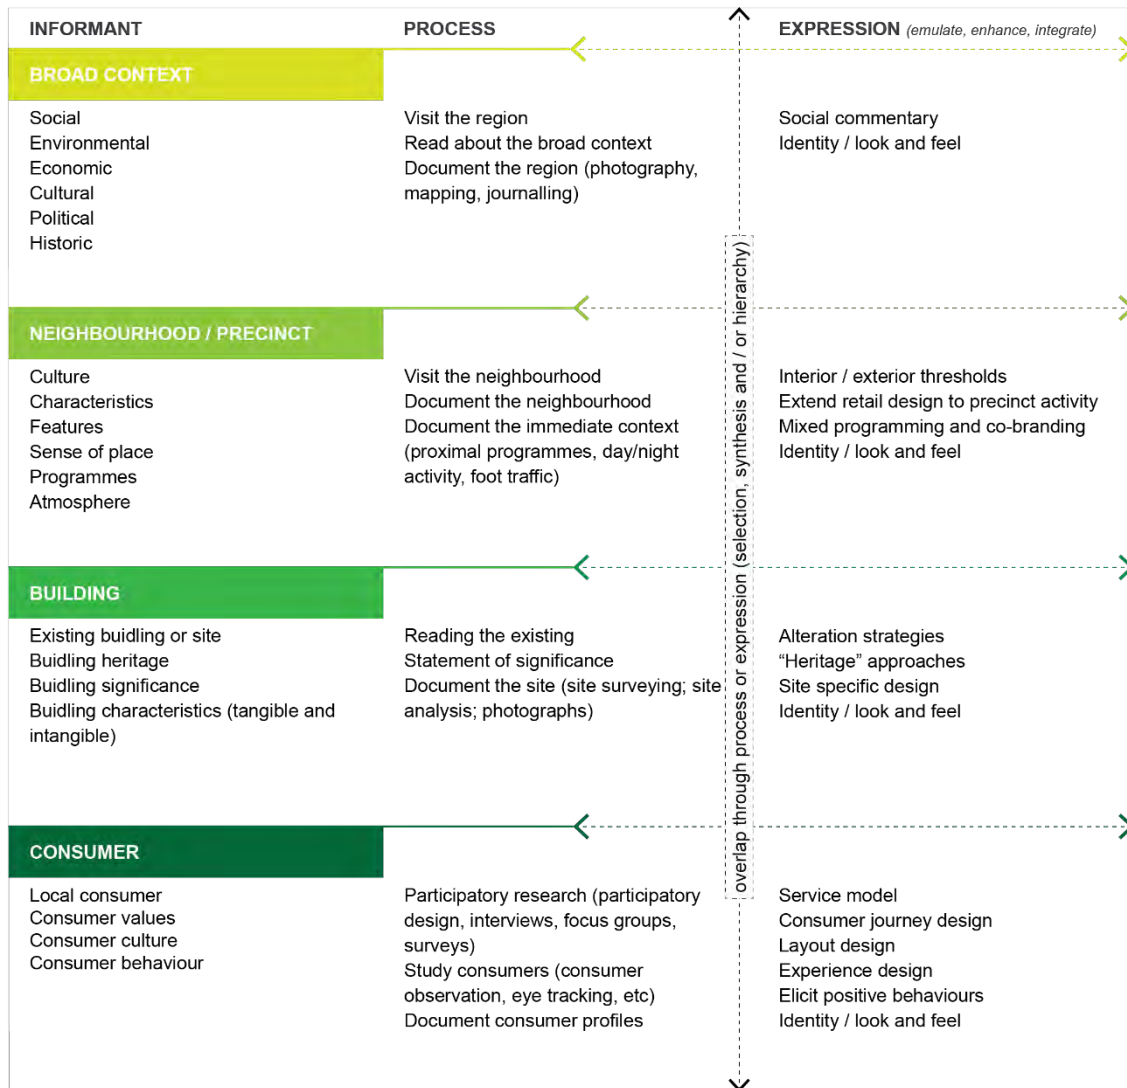 INFORMANT
PROCESS
EXPRESSION (emulate, enhance, integrate)
BROAD CONTEXT
Social
Environmental
Economic
Cultural
Political
Historic
Visit the region
Read about the broad context
Document the region (photography,
mapping, journalling)
Social commentary
Identity / look and feel
NEIGHBOURHOOD / PRECINCT
Culture
Characteristics
Features
Sense of place
Programmes
Atmosphere
Visit the neighbourhood
Document the neighbourhood
Document the immediate context
(proximal programmes, day/night
activity, foot traffic)
Interior / exterior thresholds
Extend retail design to precinct activity
Mixed programming and co-branding
Identity / look and feel
BUILDING
Existing buidling or site
Buidling heritage
Buidling significance
Buidling characteristics (tangible and
intangible)
Reading the existing
Statement of significance
Document the site (site surveying; site
analysis; photographs)
Alteration strategies
“Heritage” approaches
Site specific design
Identity / look and feel
CONSUMER
Local consumer
Consumer values
Consumer culture
Consumer behaviour
Participatory research (participatory
design, interviews, focus groups,
surveys)
Study consumers (consumer
observation, eye tracking, etc)
Document consumer profiles
Service model
Consumer journey design
Layout design
Experience design
Elicit positive behaviours
Identity / look and feel
overlap through process or expression (selection, synthesis and / or hierarchy)